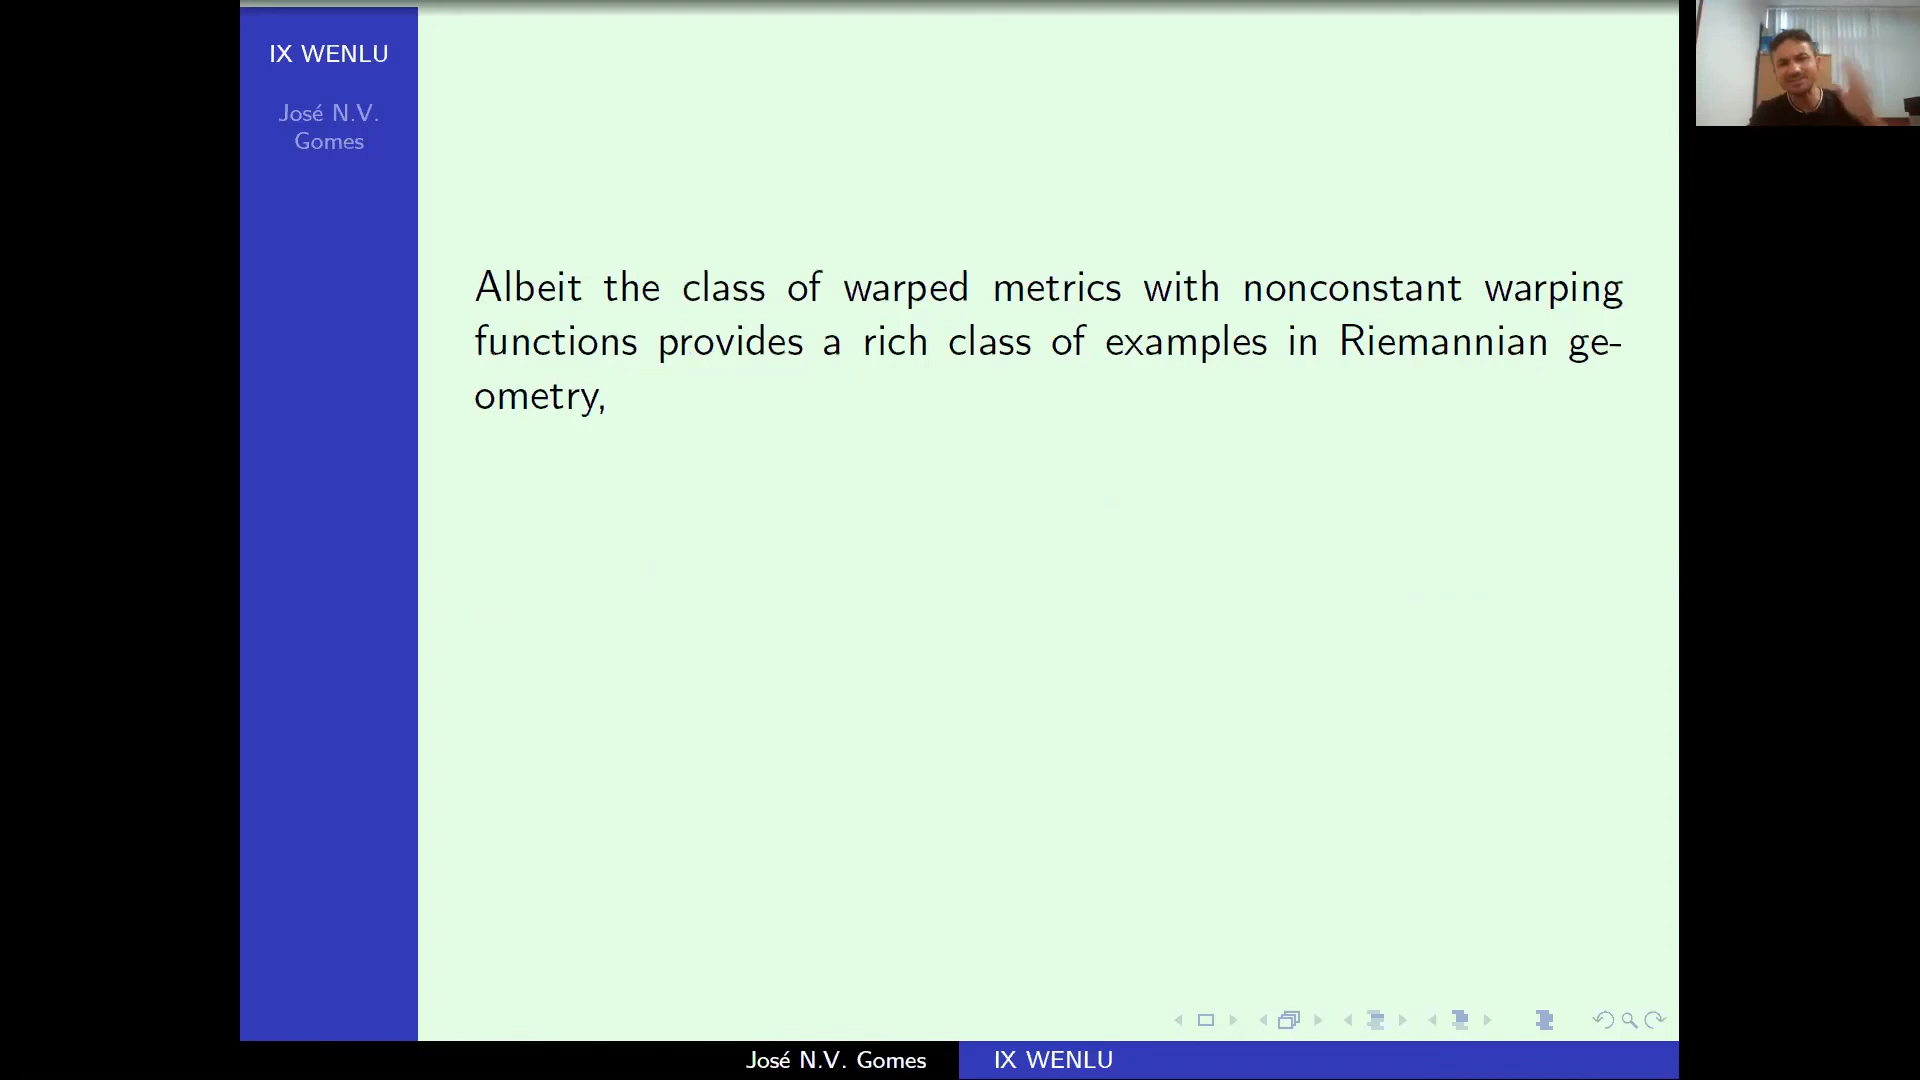 IX WENLU
José N.V.
Gomes
Albeit the class of warped metrics with nonconstant warping
functions provides a rich class of examples in Riemannian ge-
ometry,
José N.V. Gomes
IX WENLU